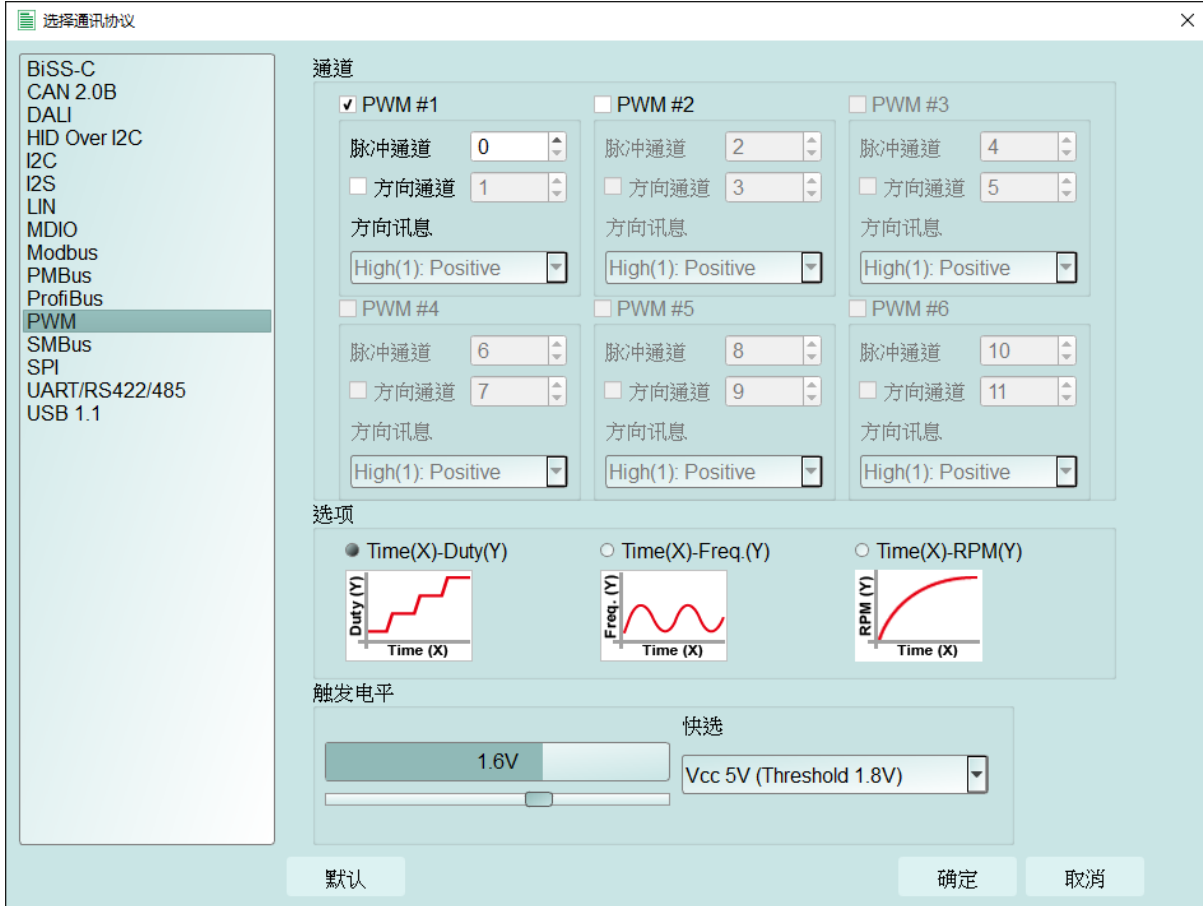 选择通讯协议
BiSS-C
CAN 2.0B
DALI
HID Over I2C
I2C
I2S
LIN
MDIO
Modbus
PMBus
ProfiBus
PWM
SMBus
SPI
UART/RS422/485
USB 1.1
通道
PWM #1
脉冲通道 0
方向通道 1
方向讯息
High(1): Positive
PWM #2
脉冲通道 2
方向通道 3
方向讯息
High(1): Positive
PWM #3
脉冲通道 4
方向通道 5
方向讯息
High(1): Positive
PWM #4
脉冲通道 6
方向通道 7
方向讯息
High(1): Positive
PWM #5
脉冲通道 8
方向通道 9
方向讯息
High(1): Positive
PWM #6
脉冲通道 10
方向通道 11
方向讯息
High(1): Positive
选项
Time(X)-Duty(Y)
Duty (Y)
Time (X)
Time(X)-Freq.(Y)
Freq. (Y)
Time (X)
Time(X)-RPM(Y)
RPM (Y)
Time (X)
触发电平
1.6V
快选
Vcc 5V (Threshold 1.8V)
默认
确定
取消